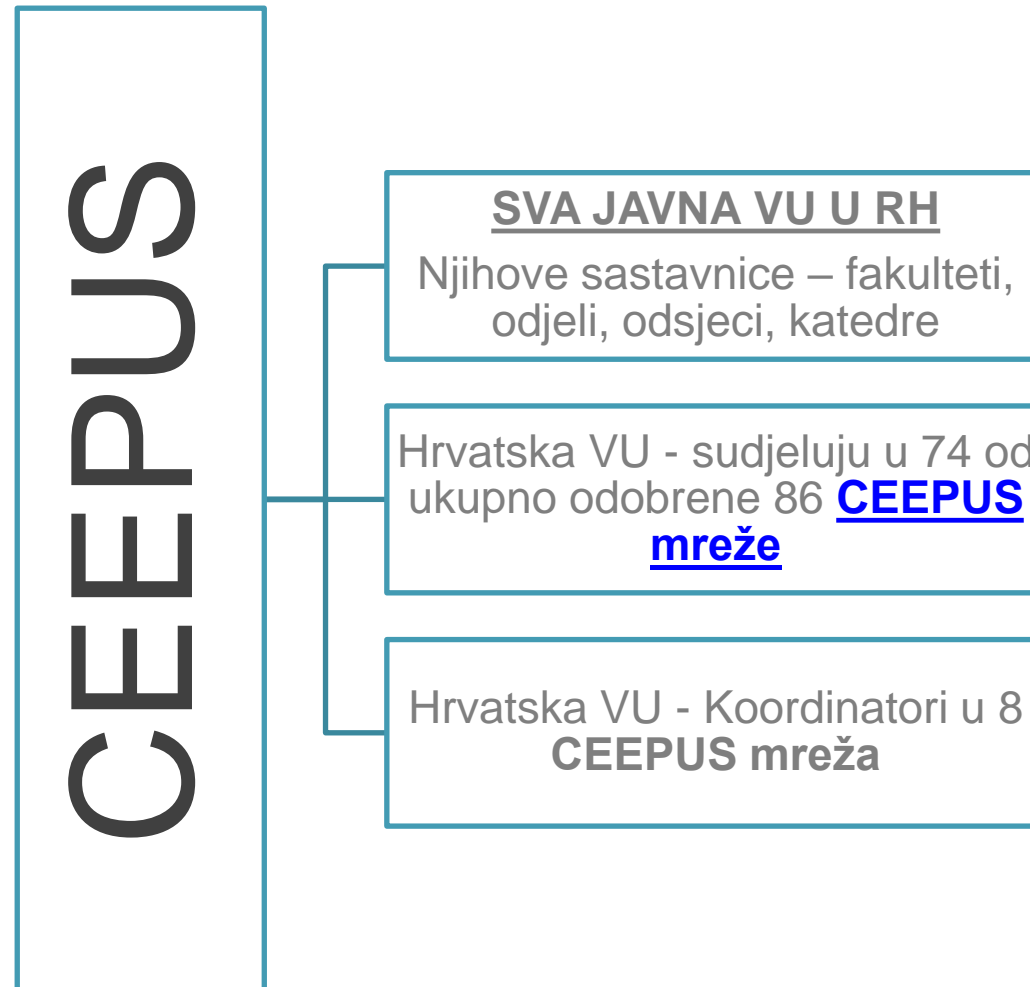 CEEPUS
SVA JAVNA VU U RH
Njihove sastavnice – fakulteti,
odjeli, odsjeci, katedre
Hrvatska VU - sudjeluju u 74 od
ukupno odobrene 86 CEEPUS
mreže
Hrvatska VU - Koordinatori u 8
CEEPUS mreža